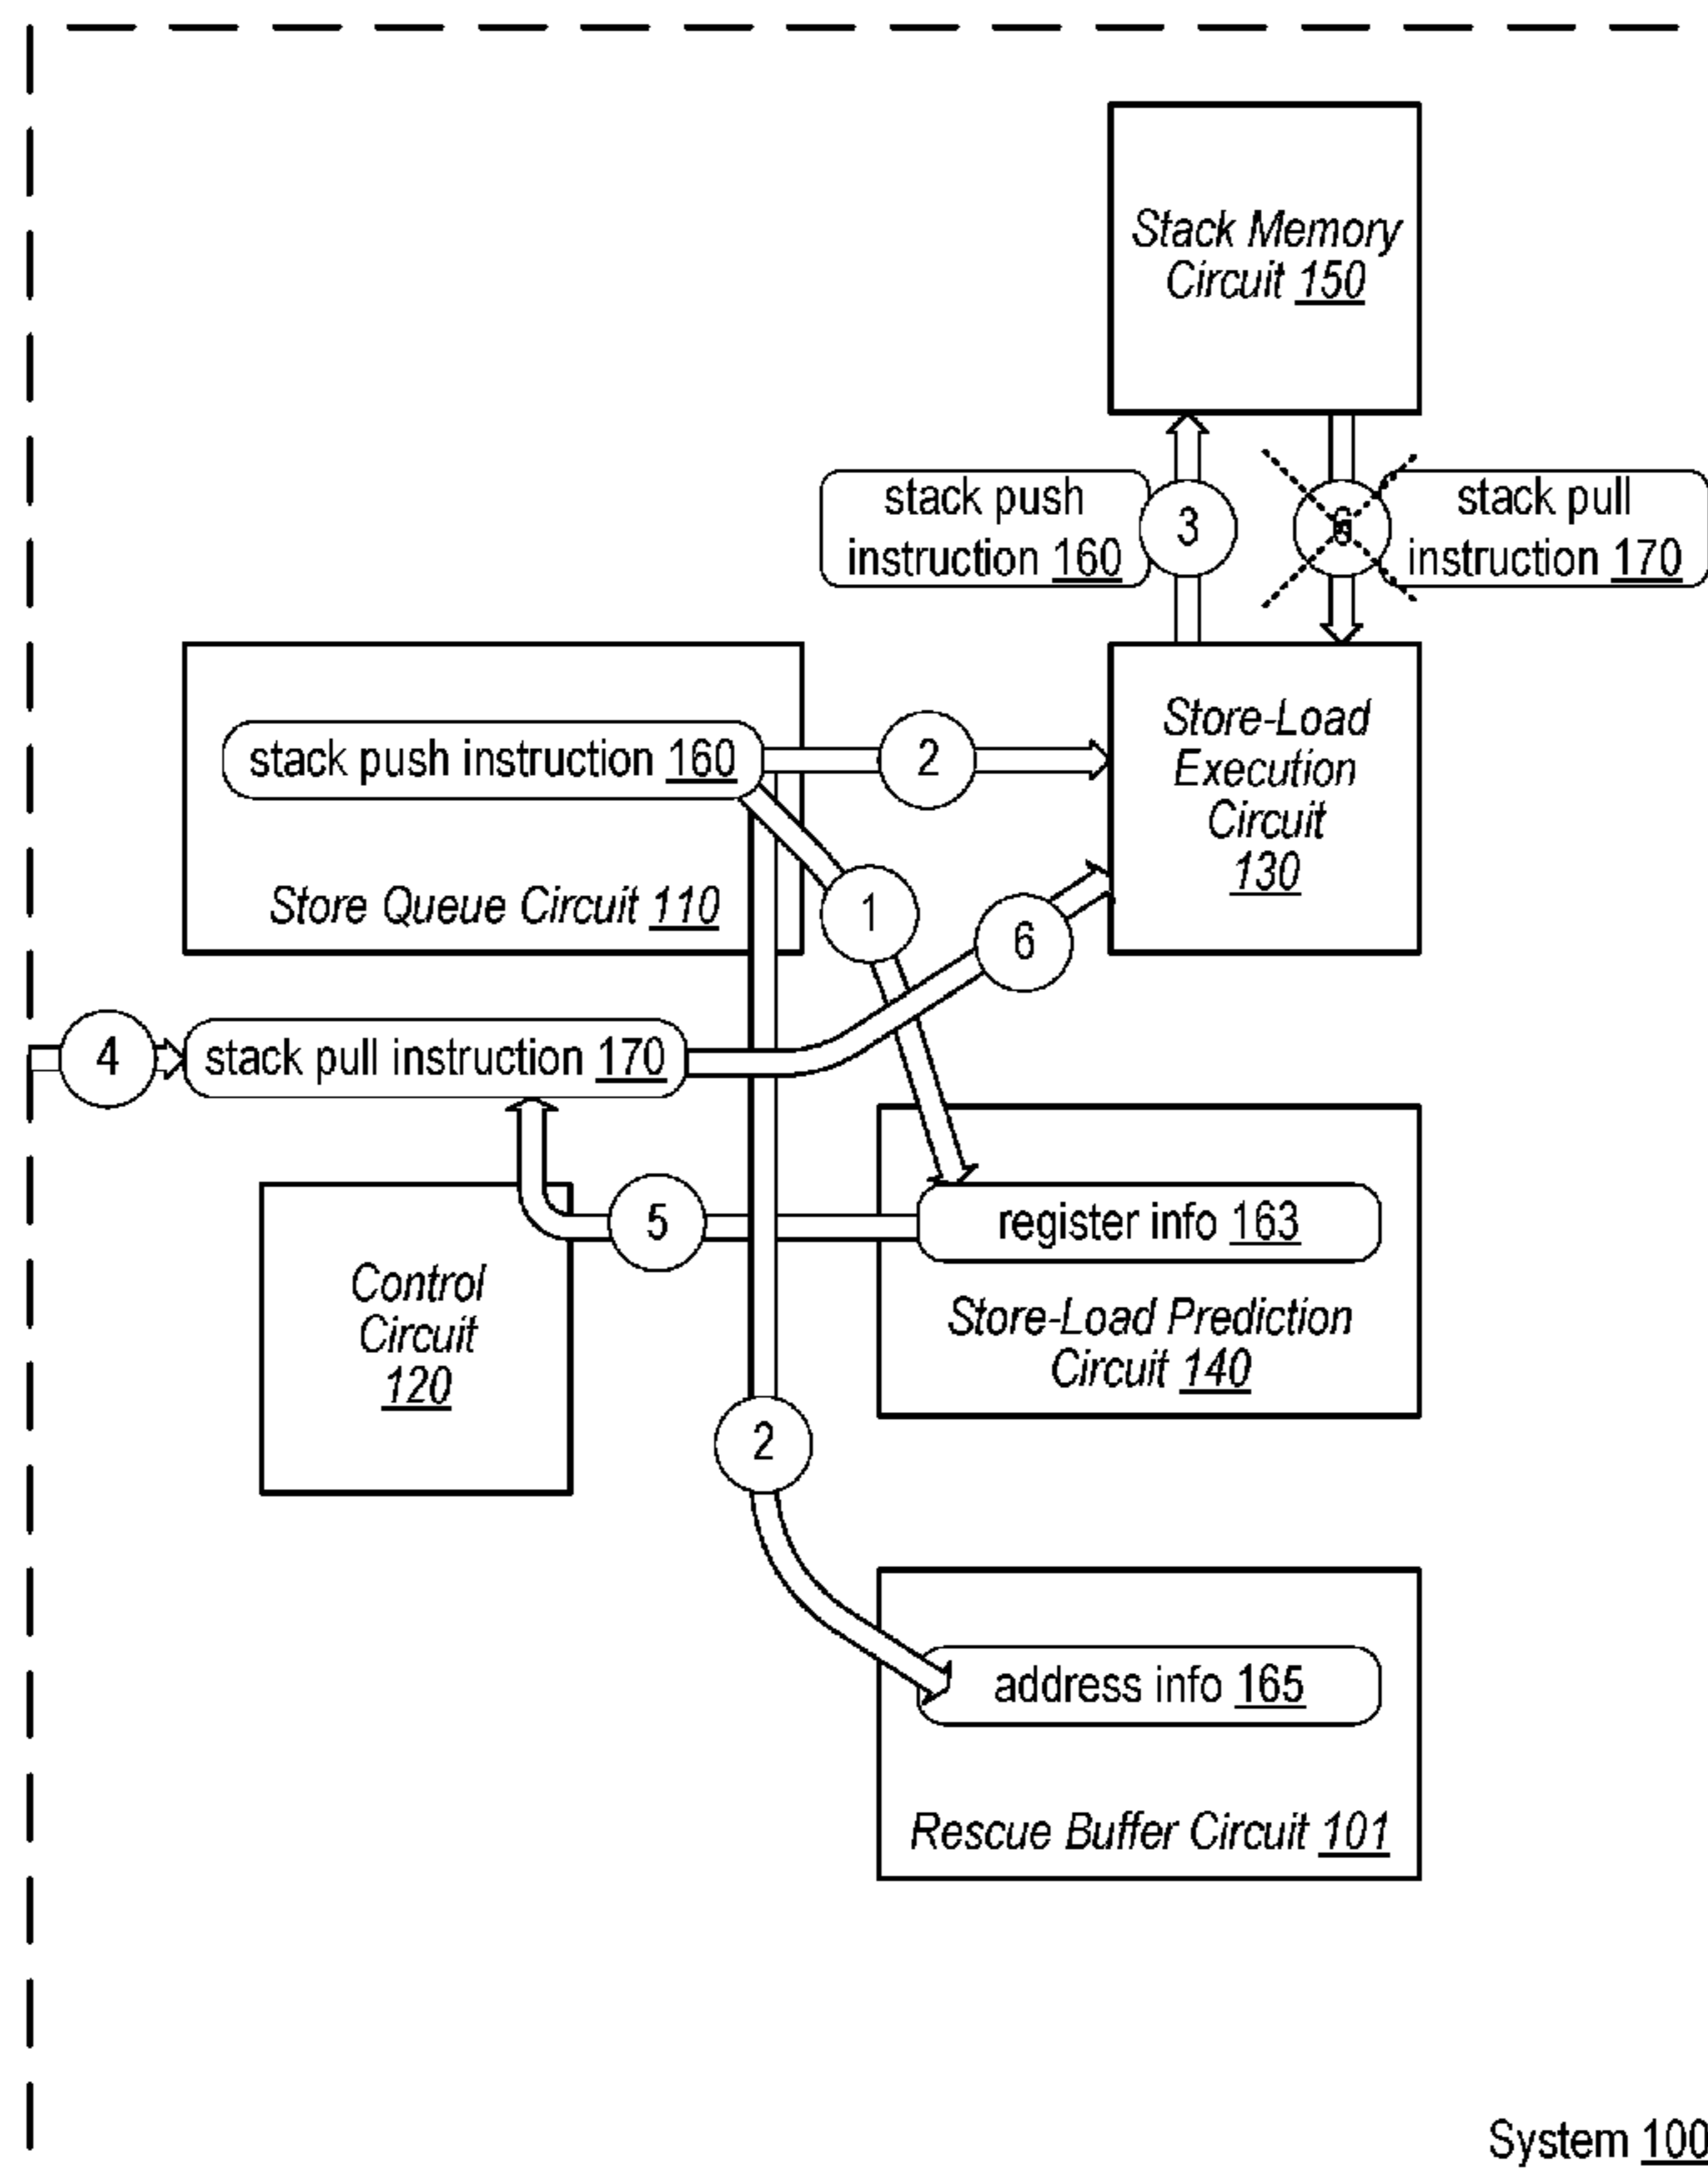 Stack Memory
Circuit 150
stack push
instruction 160
3
stack pull
instruction 170
stack push instruction 160
2
Store-Load
Execution
Circuit
130
Store Queue Circuit 110
1
6
4
stack pull instruction 170
5
register info 163
Control
Circuit
120
Store-Load Prediction
Circuit 140
2
address info 165
Rescue Buffer Circuit 101
System 100